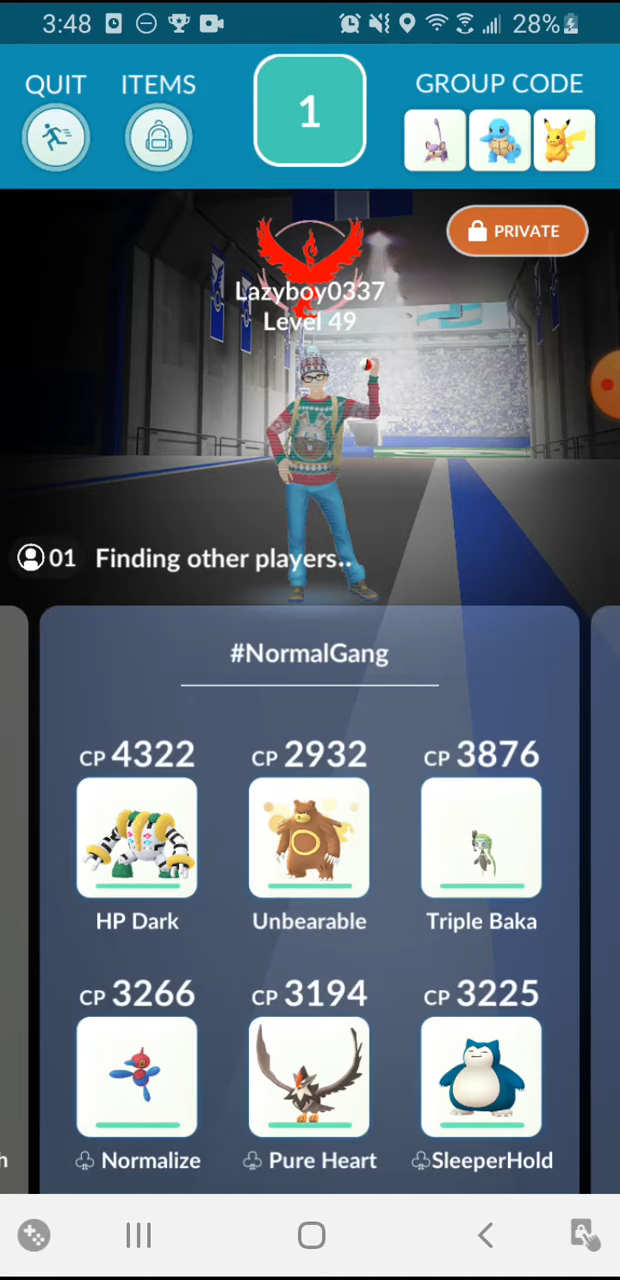 3:48
28%
QUIT
ITEMS
1
GROUP CODE
PRIVATE
Lazyboy0337
Level 49
01 Finding other players..
#NormalGang
CP 4322
CP 2932
CP 3876
HP Dark
Unbearable
Triple Baka
CP 3266
CP 3194
CP 3225
h
♧ Normalize
♧ Pure Heart
♧SleeperHold